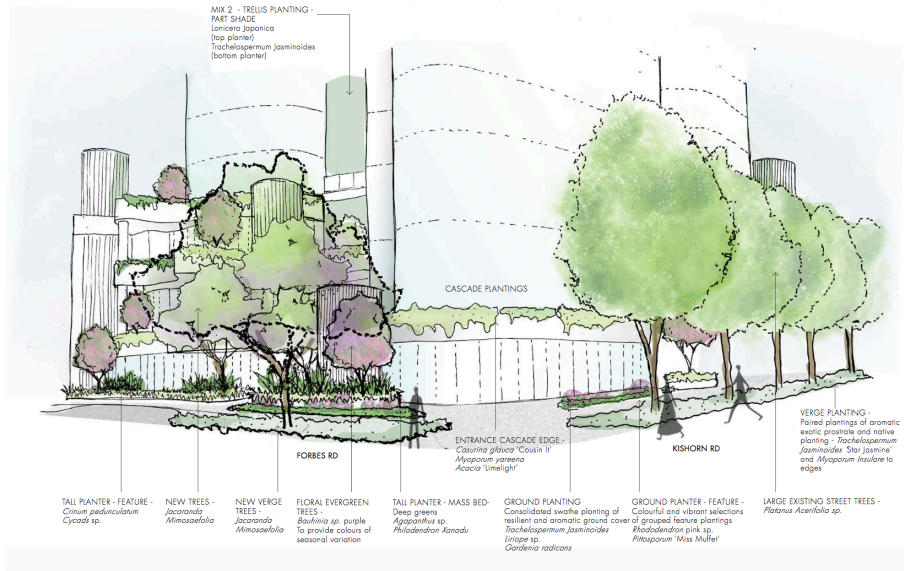 MIX 2 - TRELLIS PLANTING -
PART SHADE
Lonicera Japonica
(top planter)
Trachelospermum Jasminoides
(bottom planter)
CASCADE PLANTINGS
ENTRANCE CASCADE EDGE -
Casurina glauca 'Cousin It'
Myoporum yareena
Acacia 'Limelight'
FORBES RD
KISHORN RD
VERGE PLANTING -
Paired plantings of aromatic
exotic prostrate and native
planting - Trachelospermum
Jasminoides 'Star Jasmine'
and Myoporum Insulare to
edges
TALL PLANTER - FEATURE -
Crinum pedunculatum
Cycads sp.
NEW TREES -
Jacaranda
Mimosaefolia
NEW VERGE
TREES -
Jacaranda
Mimosaefolia
FLORAL EVERGREEN
TREES -
Bauhinia sp. purple
To provide colours of
seasonal variation
TALL PLANTER - MASS BED-
Deep greens
Agapanthus sp.
Philodendron Xanadu
GROUND PLANTING
Consolidated swathe planting of
resilient and aromatic ground cover
Trachelospermum Jasminoides
Liriope sp.
Gardenia radicans
GROUND PLANTER - FEATURE -
Colourful and vibrant selections
of grouped feature plantings
Rhodadendron pink sp.
Pittosporum 'Miss Muffet'
LARGE EXISTING STREET TREES -
Platanus Acerifolia sp.